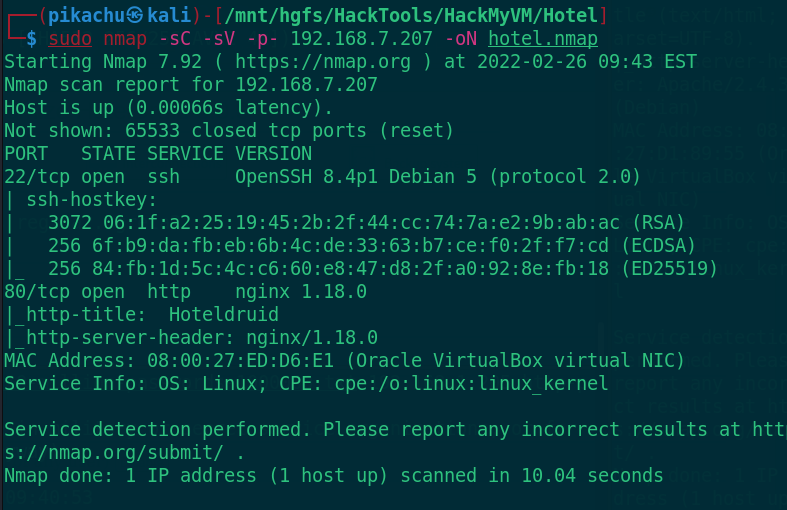 ┌──(pikachu㉿kali)-[/mnt/hgfs/HackTools/HackMyVM/Hotel]
└─$ sudo nmap -sC -sV -p- 192.168.7.207 -oN hotel.nmap
Starting Nmap 7.92 ( https://nmap.org ) at 2022-02-26 09:43 EST
Nmap scan report for 192.168.7.207
Host is up (0.00066s latency).
Not shown: 65533 closed tcp ports (reset)
PORT   STATE SERVICE VERSION
22/tcp open  ssh     OpenSSH 8.4p1 Debian 5 (protocol 2.0)
| ssh-hostkey:
|   3072 06:1f:a2:25:19:45:2b:2f:44:cc:74:7a:e2:9b:ab:ac (RSA)
|   256 6f:b9:da:fb:eb:6b:4c:de:33:63:b7:ce:f0:2f:f7:cd (ECDSA)
|_  256 84:fb:1d:5c:4c:c6:60:e8:47:d8:2f:a0:92:8e:fb:18 (ED25519)
80/tcp open  http    nginx 1.18.0
|_http-title:  Hoteldruid
|_http-server-header: nginx/1.18.0
MAC Address: 08:00:27:ED:D6:E1 (Oracle VirtualBox virtual NIC)
Service Info: OS: Linux; CPE: cpe:/o:linux:linux_kernel

Service detection performed. Please report any incorrect results at http
s://nmap.org/submit/ .
Nmap done: 1 IP address (1 host up) scanned in 10.04 seconds